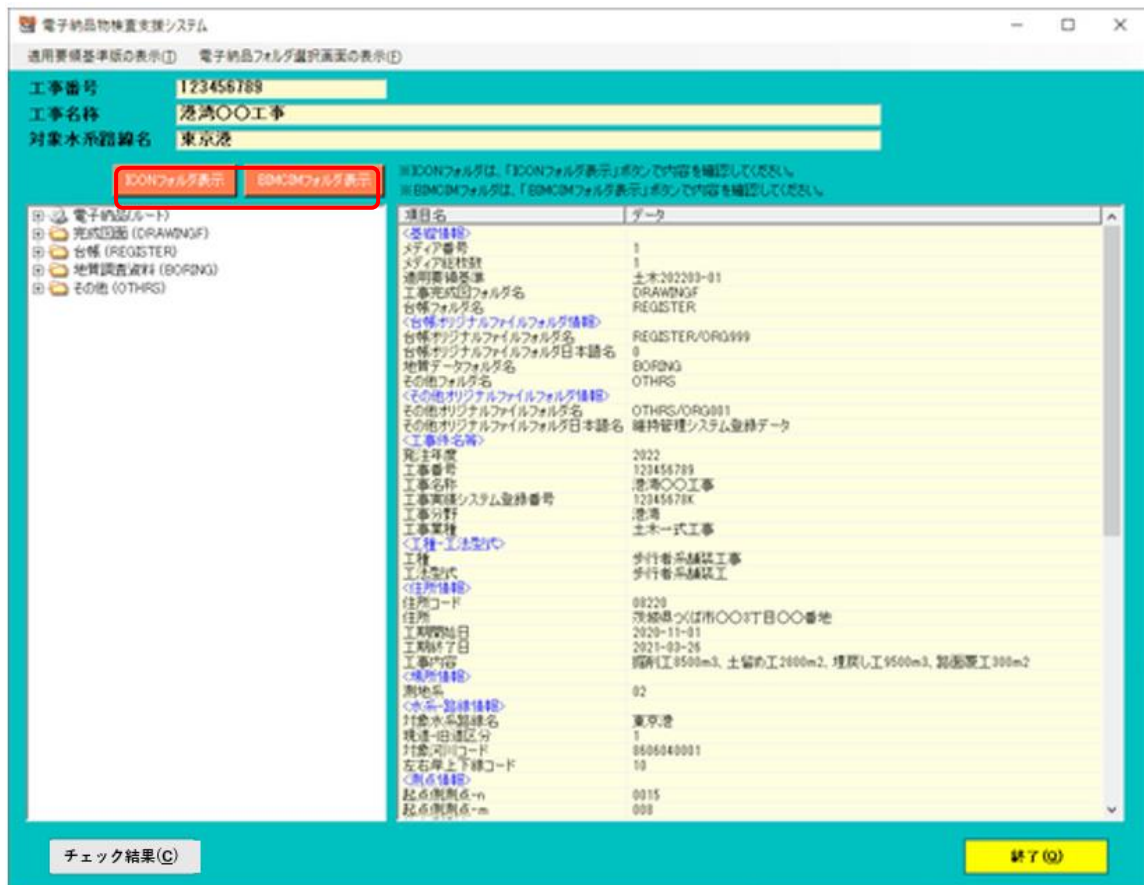 電子納品物検査支援システム
適用要領基準版の表示(T) 電子納品フォルダ選択画面の表示(F)
工事番号 123456789
工事名称 港湾〇〇工事
対象水系路線名 東京港
ICONフォルダ表示 BIMCIMフォルダ表示
※ICONフォルダは、「ICONフォルダ表示」ボタンで内容を確認してください。
※BIMCIMフォルダは、「BIMCIMフォルダ表示」ボタンで内容を確認してください。
電子納品(ルート)
完成図面 (DRAWINGF)
台帳 (REGISTER)
地質調査資料 (BORING)
その他 (OTHRS)
項目名 データ
<基礎情報>
メディア番号 1
メディア総枚数 1
適用要領基準 土木202203-01
工事完成図フォルダ名 DRAWINGF
台帳フォルダ名 REGISTER
<台帳オリジナルファイルフォルダ情報>
台帳オリジナルファイルフォルダ名 REGISTER/ORG999
台帳オリジナルファイルフォルダ日本語名 0
地質データフォルダ名 BORING
その他フォルダ名 OTHRS
<その他オリジナルファイルフォルダ情報>
その他オリジナルファイルフォルダ名 OTHRS/ORG001
その他オリジナルファイルフォルダ日本語名 維持管理システム登録データ
<工事件名等>
発注年度 2022
工事番号 123456789
工事名称 港湾〇〇工事
工事実績システム登録番号 12345678K
工事分野 港湾
工事業種 土木一式工事
<工種-工法型式>
工種 歩行者系舗装工事
工法型式 歩行者系舗装工
<住所情報>
住所コード 08220
住所 茨城県つくば市〇〇3丁目〇〇番地
工期開始日 2020-11-01
工期終了日 2021-03-26
工事内容 掘削工8500m3、土留め工2800m2、埋戻し工9500m3、路面覆工300m2
<場所情報>
測地系 02
<水系-路線情報>
対象水系路線名 東京港
現道-旧道区分 1
対象河川コード 8606040001
左右岸上下線コード 10
<測点情報>
起点側測点-n 0015
起点側測点-m 008
チェック結果(C) 終了(Q)